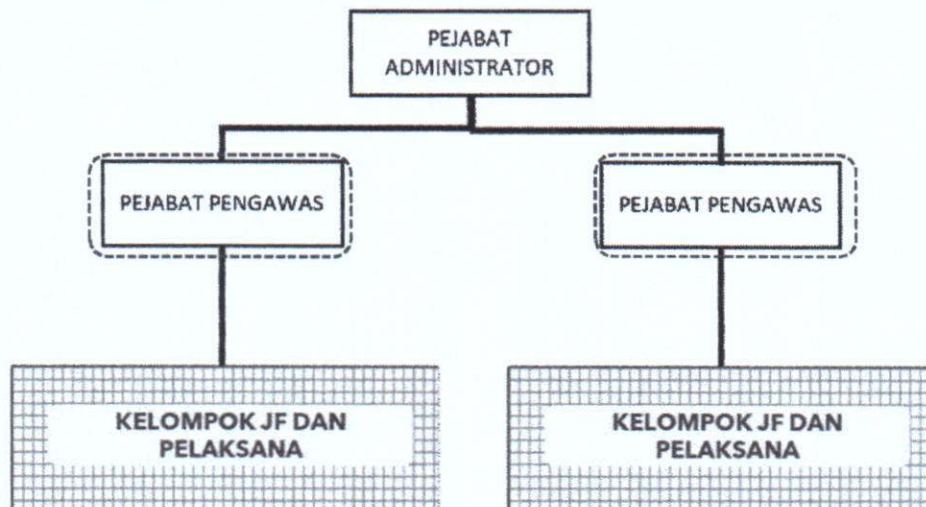 PEJABAT
ADMINISTRATOR
PEJABAT PENGAWAS
PEJABAT PENGAWAS
KELOMPOK JF DAN
PELAKSANA
KELOMPOK JF DAN
PELAKSANA